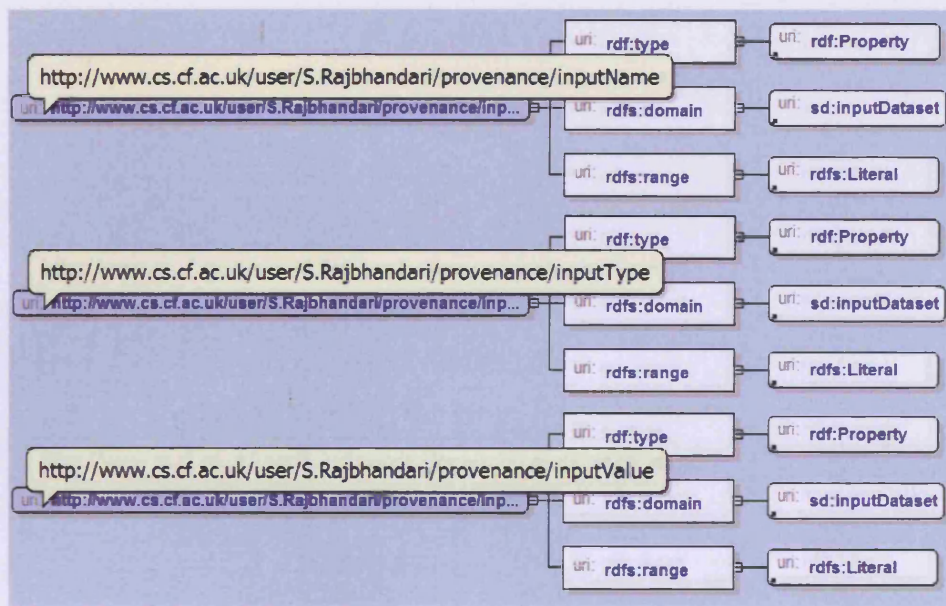 uri: rdf:type uri: rdf:Property
http://www.cs.cf.ac.uk/user/S.Rajbhandari/provenance/inputName
uri: http://www.cs.cf.ac.uk/user/S.Rajbhandari/provenance/inp... uri: rdfs:domain uri: sd:inputDataset
uri: rdfs:range uri: rdfs:Literal
uri: rdf:type uri: rdf:Property
http://www.cs.cf.ac.uk/user/S.Rajbhandari/provenance/inputType
uri: http://www.cs.cf.ac.uk/user/S.Rajbhandari/provenance/inp... uri: rdfs:domain uri: sd:inputDataset
uri: rdfs:range uri: rdfs:Literal
uri: rdf:type uri: rdf:Property
http://www.cs.cf.ac.uk/user/S.Rajbhandari/provenance/inputValue
uri: http://www.cs.cf.ac.uk/user/S.Rajbhandari/provenance/inp... uri: rdfs:domain uri: sd:inputDataset
uri: rdfs:range uri: rdfs:Literal